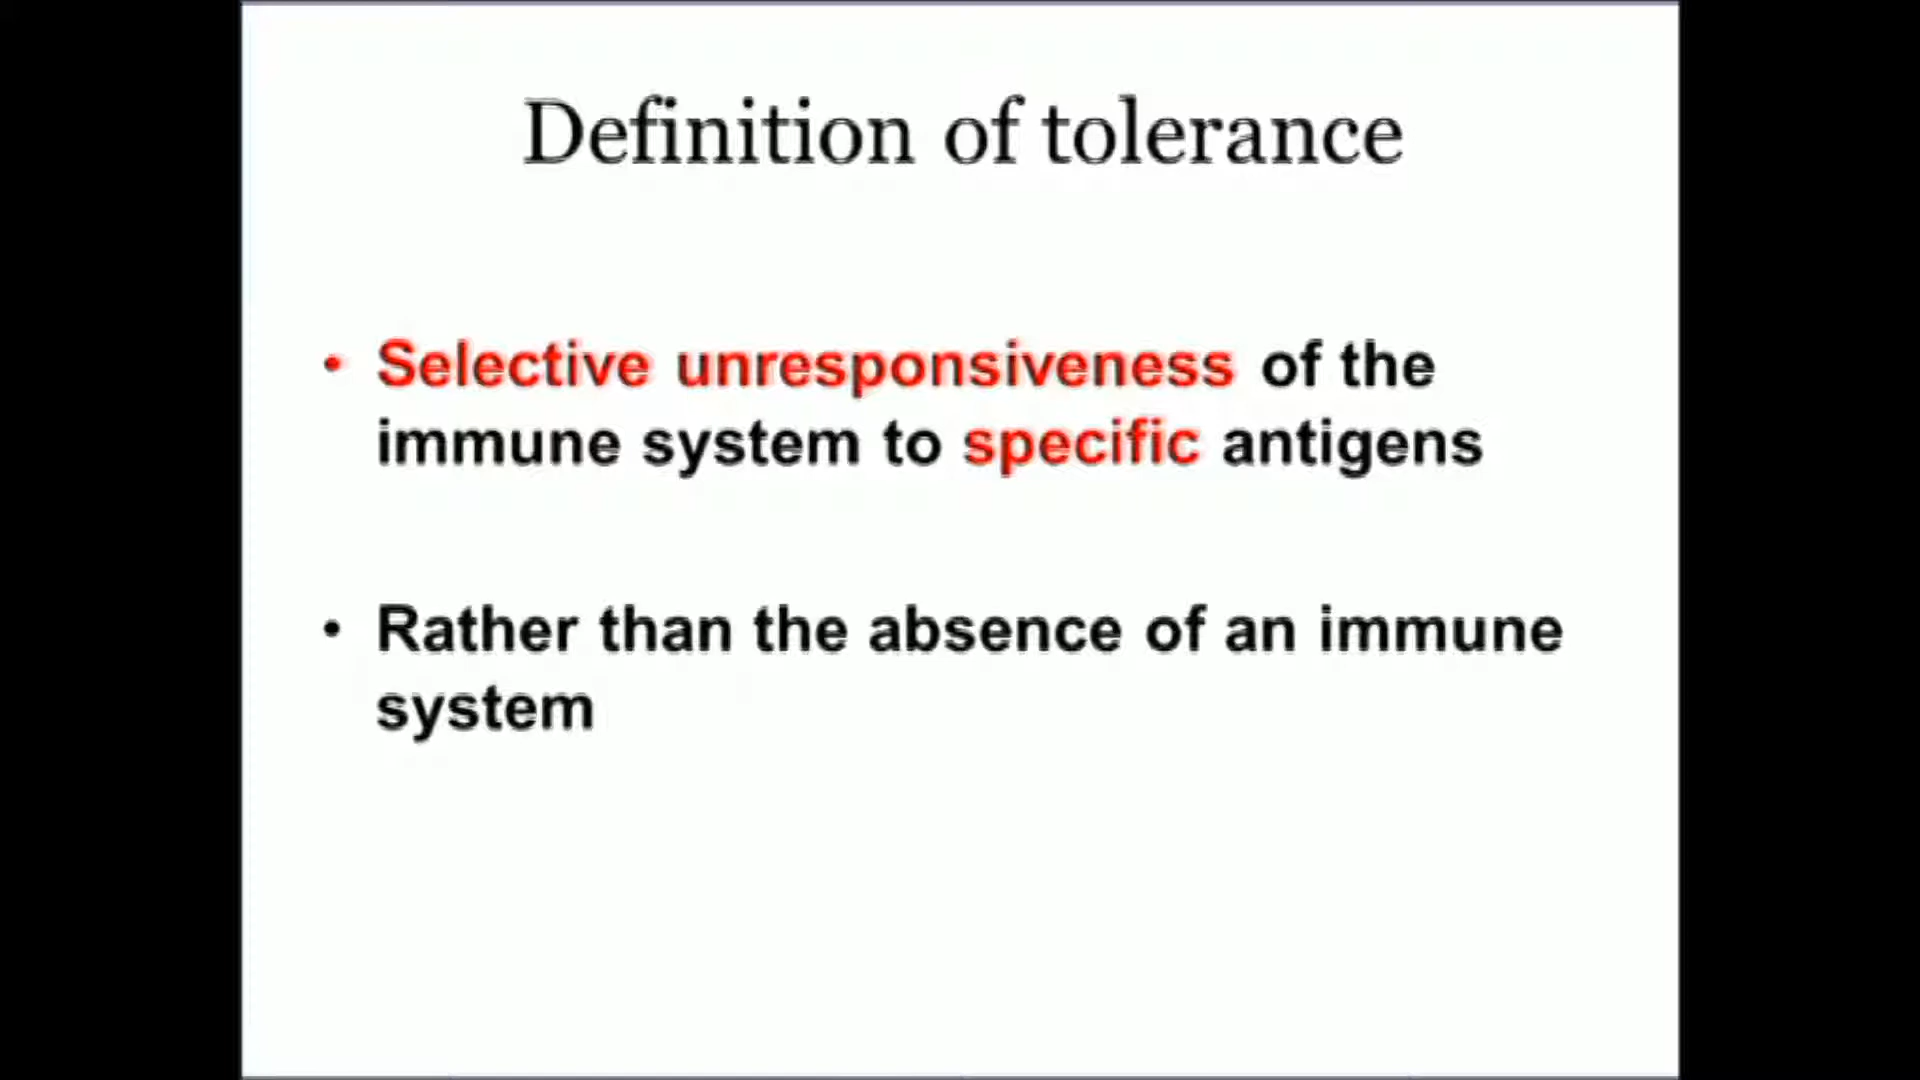 Definition of tolerance
• Selective unresponsiveness of the
immune system to specific antigens
• Rather than the absence of an immune
system